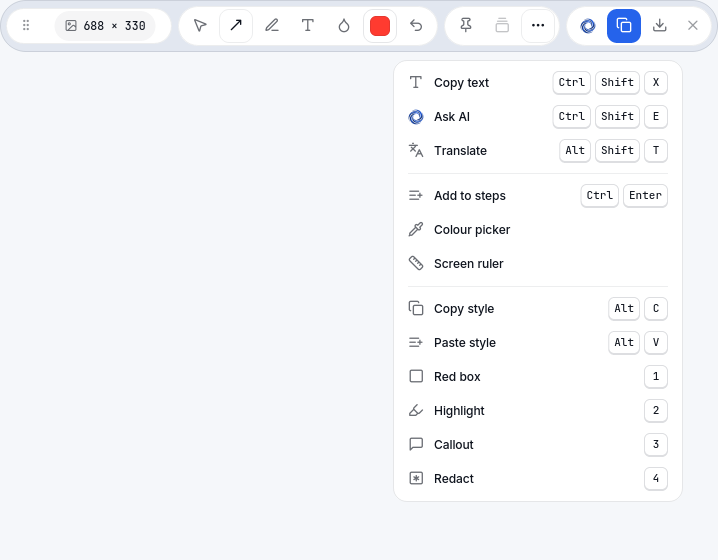 688 × 330
Copy text Ctrl Shift X
Ask AI Ctrl Shift E
Translate Alt Shift T
Add to steps Ctrl Enter
Colour picker
Screen ruler
Copy style Alt C
Paste style Alt V
Red box 1
Highlight 2
Callout 3
Redact 4